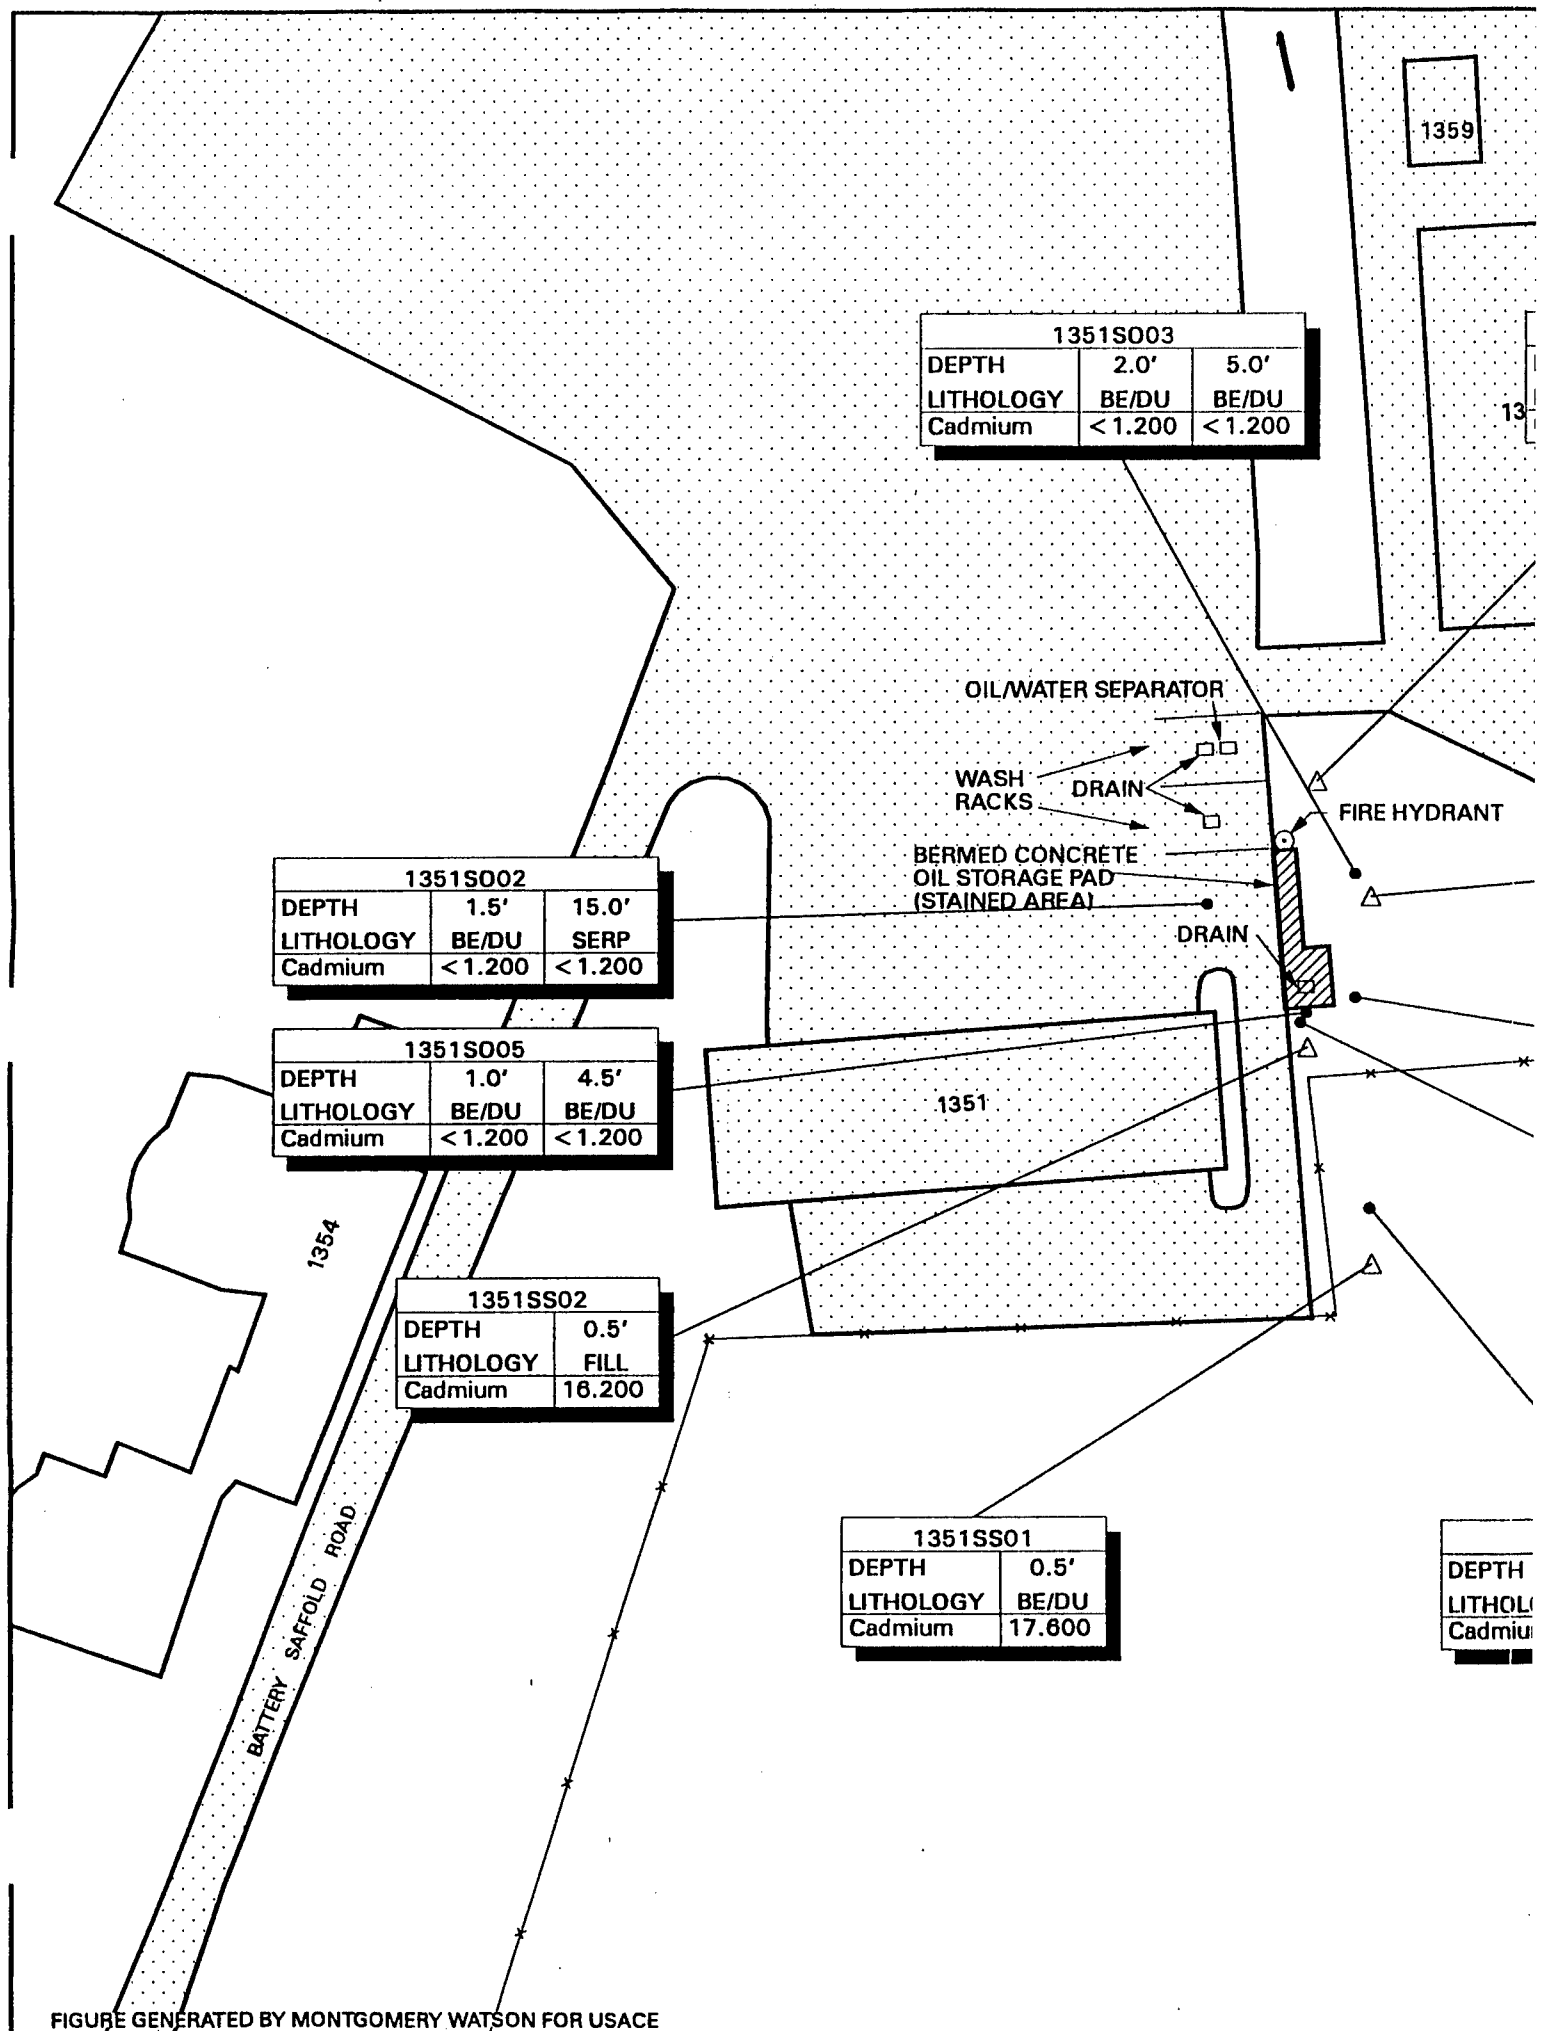 1359
1351SO03
DEPTH 2.0' 5.0'
LITHOLOGY BE/DU BE/DU
Cadmium <1.200 <1.200
13
OIL/WATER SEPARATOR
WASH
RACKS
DRAIN
FIRE HYDRANT
BERMED CONCRETE
OIL STORAGE PAD
(STAINED AREA)
DRAIN
1351SO02
DEPTH 1.5' 15.0'
LITHOLOGY BE/DU SERP
Cadmium <1.200 <1.200
1351SO05
DEPTH 1.0' 4.5'
LITHOLOGY BE/DU BE/DU
Cadmium <1.200 <1.200
1351
1354
1351SS02
DEPTH 0.5'
LITHOLOGY FILL
Cadmium 16.200
BATTERY SAFFOLD ROAD
1351SS01
DEPTH 0.5'
LITHOLOGY BE/DU
Cadmium 17.600
DEPTH
LITHOL
Cadmiu
FIGURE GENERATED BY MONTGOMERY WATSON FOR USACE